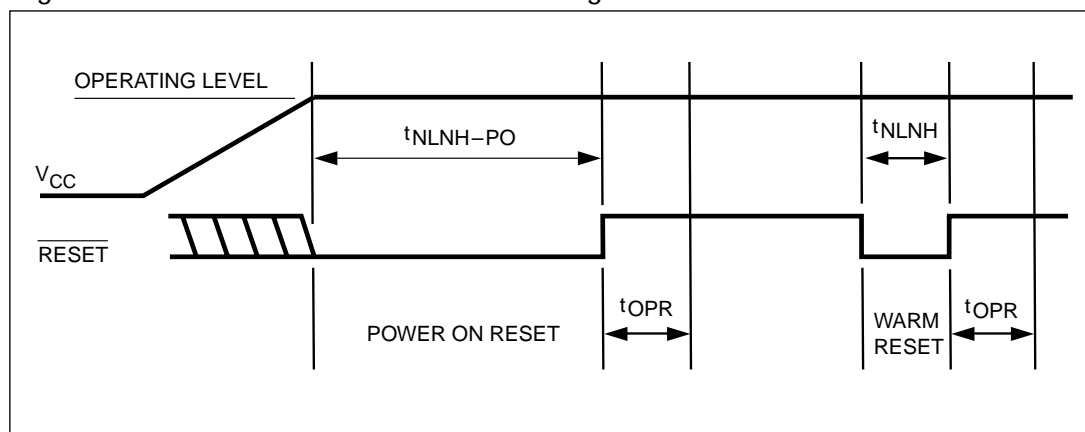 OPERATING LEVEL
tNLNH–PO
tNLNH
VCC
RESET
tOPR
tOPR
POWER ON RESET
WARM
RESET